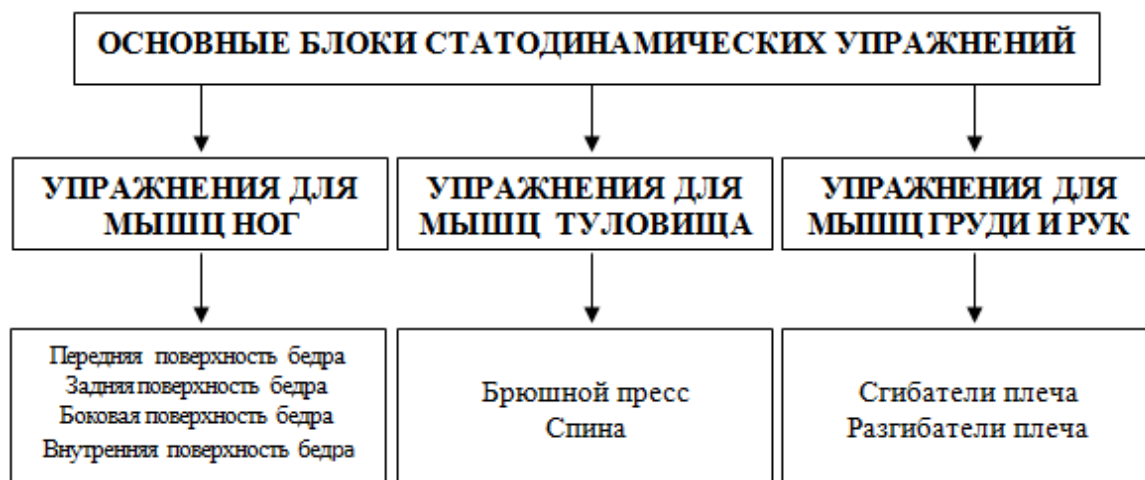 ОСНОВНЫЕ БЛОКИ СТАТОДИНАМИЧЕСКИХ УПРАЖНЕНИЙ
УПРАЖНЕНИЯ ДЛЯ
МЫШЦ НОГ
УПРАЖНЕНИЯ ДЛЯ
МЫШЦ ТУЛОВИЩА
УПРАЖНЕНИЯ ДЛЯ
МЫШЦ ГРУДИ И РУК
Передняя поверхность бедра
Задняя поверхность бедра
Боковая поверхность бедра
Внутренняя поверхность бедра
Брюшной пресс
Спина
Сгибатели плеча
Разгибатели плеча